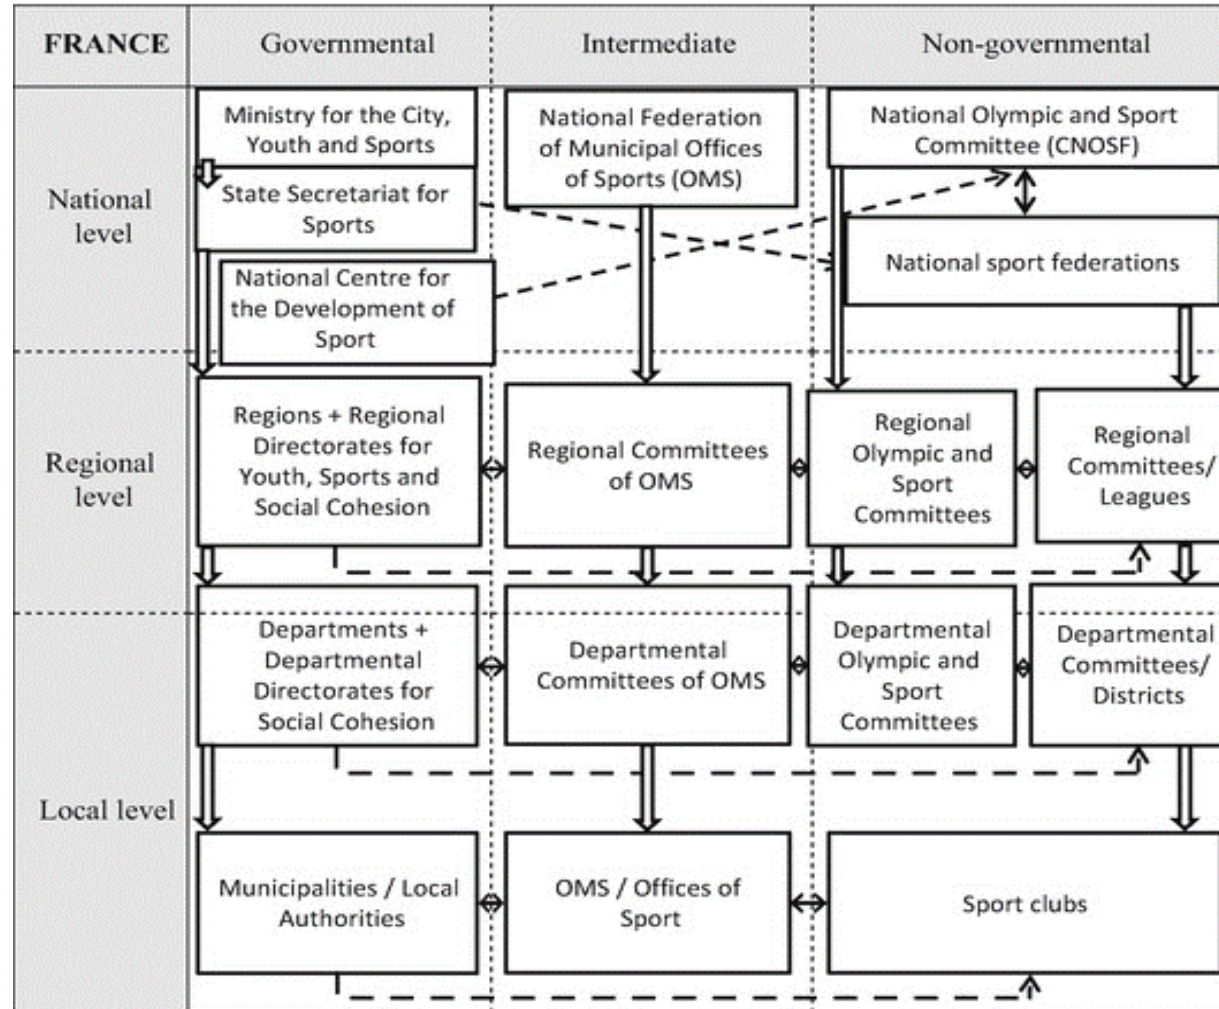 FRANCE
Governmental
Intermediate
Non-governmental
National
level
Ministry for the City,
Youth and Sports
State Secretariat for
Sports
National Centre for
the Development of
Sport
National Federation
of Municipal Offices
of Sports (OMS)
National Olympic and Sport
Committee (CNOSF)
National sport federations
Regional
level
Regions + Regional
Directorates for
Youth, Sports and
Social Cohesion
Regional Committees
of OMS
Regional
Olympic and
Sport
Committees
Regional
Committees/
Leagues
Local level
Departments +
Departmental
Directorates for
Social Cohesion
Departmental
Committees of OMS
Departmental
Olympic and
Sport
Committees
Departmental
Committees/
Districts
Municipalities / Local
Authorities
OMS / Offices of
Sport
Sport clubs